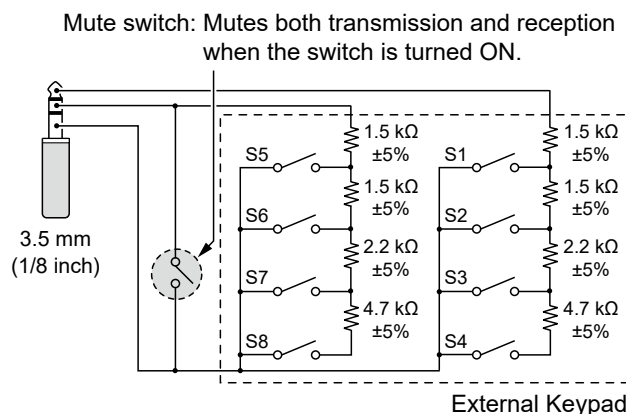 Mute switch: Mutes both transmission and reception
when the switch is turned ON.
3.5 mm
(1/8 inch)
S5
S6
S7
S8
1.5 kΩ
±5%
1.5 kΩ
±5%
2.2 kΩ
±5%
4.7 kΩ
±5%
S1
S2
S3
S4
1.5 kΩ
±5%
1.5 kΩ
±5%
2.2 kΩ
±5%
4.7 kΩ
±5%
External Keypad